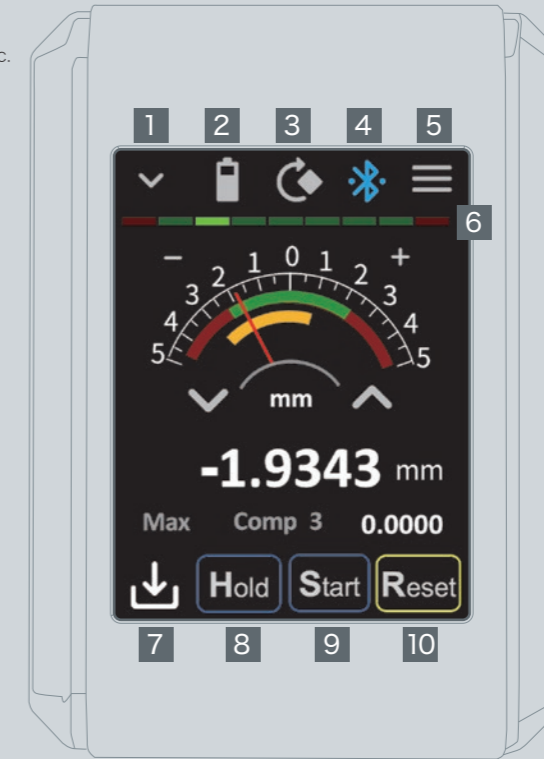 c.
1 2 3 4 5
6
− +
5 4 3 2 1 0 1 2 3 4 5
mm
-1.9343 mm
Max Comp 3 0.0000
Hold Start Reset
7 8 9 10